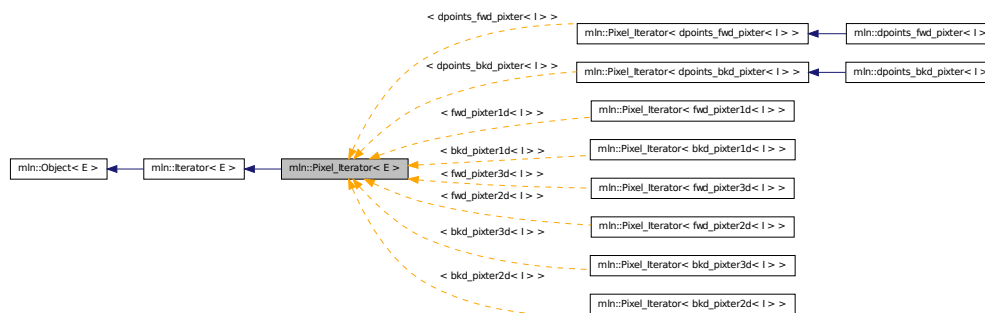 < dpoints_fwd_pixter< I > >
mln::Pixel_Iterator< dpoints_fwd_pixter< I > >
mln::dpoints_fwd_pixter< I
< dpoints_bkd_pixter< I > >
mln::Pixel_Iterator< dpoints_bkd_pixter< I > >
mln::dpoints_bkd_pixter< I
< fwd_pixter1d< I > >
mln::Pixel_Iterator< fwd_pixter1d< I > >
< bkd_pixter1d< I > >
mln::Pixel_Iterator< bkd_pixter1d< I > >
mln::Object< E >
mln::Iterator< E >
mln::Pixel_Iterator< E >
< fwd_pixter3d< I > >
mln::Pixel_Iterator< fwd_pixter3d< I > >
< fwd_pixter2d< I > >
mln::Pixel_Iterator< fwd_pixter2d< I > >
< bkd_pixter3d< I > >
mln::Pixel_Iterator< bkd_pixter3d< I > >
< bkd_pixter2d< I > >
mln::Pixel_Iterator< bkd_pixter2d< I > >